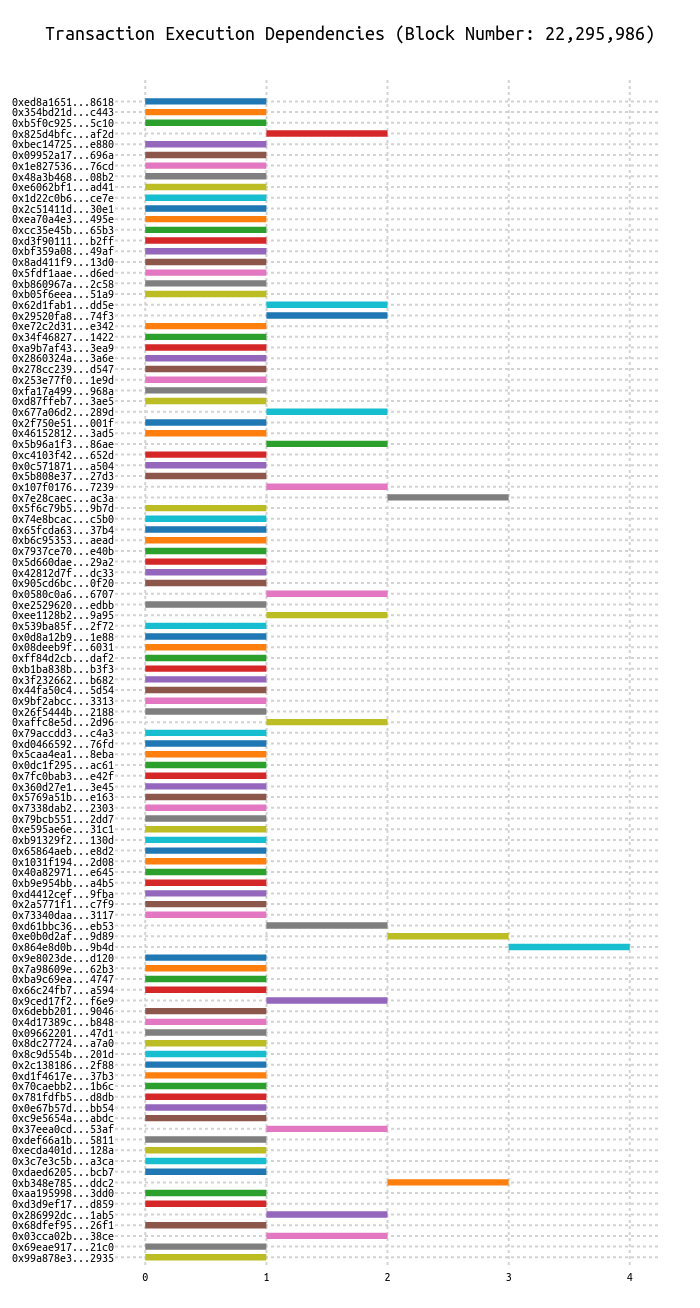 Transaction Execution Dependencies (Block Number: 22,295,986)
0xed8a1651...8618
0x354bd21d...c443
0xb5f0c925...5c10
0x825d4bfc...af2d
0xbec14725...e880
0x09952a17...696a
0x1e827536...76cd
0x48a3b468...08b2
0xe6062bf1...ad41
0x1d22c0b6...ce7e
0x2c51411d...30e1
0xea70a4e3...495e
0xcc35e45b...65b3
0xd3f90111...b2ff
0xbf359a08...49af
0x8ad411f9...13d0
0x5fdf1aae...d6ed
0xb860967a...2c58
0xb05f6eea...51a9
0x62d1fab1...dd5e
0x29520fa8...74f3
0xe72c2d31...e342
0x34f46827...1422
0xa9b7af43...3ea9
0x2860324a...3a6e
0x278cc239...d547
0x253e77f0...1e9d
0xfa17a499...968a
0xd87ffeb7...3ae5
0x677a06d2...289d
0x2f750e51...001f
0x46152812...3ad5
0x5b96a1f3...86ae
0xc4103f42...652d
0x0c571871...a504
0x5b808e37...27d3
0x107f0176...7239
0x7e28caec...ac3a
0x5f6c79b5...9b7d
0x74e8bcac...c5b0
0x65fcda63...37b4
0xb6c95353...aead
0x7937ce70...e40b
0x5d660dae...29a2
0x42812d7f...dc33
0x905cd6bc...0f20
0x0580c0a6...6707
0xe2529620...edbb
0xee1128b2...9a95
0x539ba85f...2f72
0x0d8a12b9...1e88
0x08deeb9f...6031
0xff84d2cb...daf2
0xb1ba838b...b3f3
0x3f232662...b682
0x44fa50c4...5d54
0x9bf2abcc...3313
0x26f5444b...2188
0xaffc8e5d...2d96
0x79accdd3...c4a3
0xd0466592...76fd
0x5caa4ea1...8eba
0x0dc1f295...ac61
0x7fc0bab3...e42f
0x360d27e1...3e45
0x5769a51b...e163
0x7338dab2...2303
0x79bcb551...2dd7
0xe595ae6e...31c1
0xb91329f2...130d
0x65864aeb...e8d2
0x1031f194...2d08
0x40a82971...e645
0xb9e954bb...a4b5
0xd4412cef...9fba
0x2a5771f1...c7f9
0x73340daa...3117
0xd61bbc36...eb53
0xe0b0d2af...9d89
0x864e8d0b...9b4d
0x9e8023de...d120
0x7a98609e...62b3
0xba9c69ea...4747
0x66c24fb7...a594
0x9ced17f2...f6e9
0x6debb201...9046
0x4d17389c...b848
0x09662201...47d1
0x8dc27724...a7a0
0x8c9d554b...201d
0x2c138186...2f88
0xd1f4617e...37b3
0x70caebb2...1b6c
0x781fdfb5...d8db
0x0e67b57d...bb54
0xc9e5654a...abdc
0x37eea0cd...53af
0xdef66a1b...5811
0xecda401d...128a
0x3c7e3c5b...a3ca
0xdaed6205...bcb7
0xb348e785...ddc2
0xaa195998...3dd0
0xd3d9ef17...d859
0x286992dc...1ab5
0x68dfef95...26f1
0x03cca02b...38ce
0x69eae917...21c0
0x99a878e3...2935
0 1 2 3 4